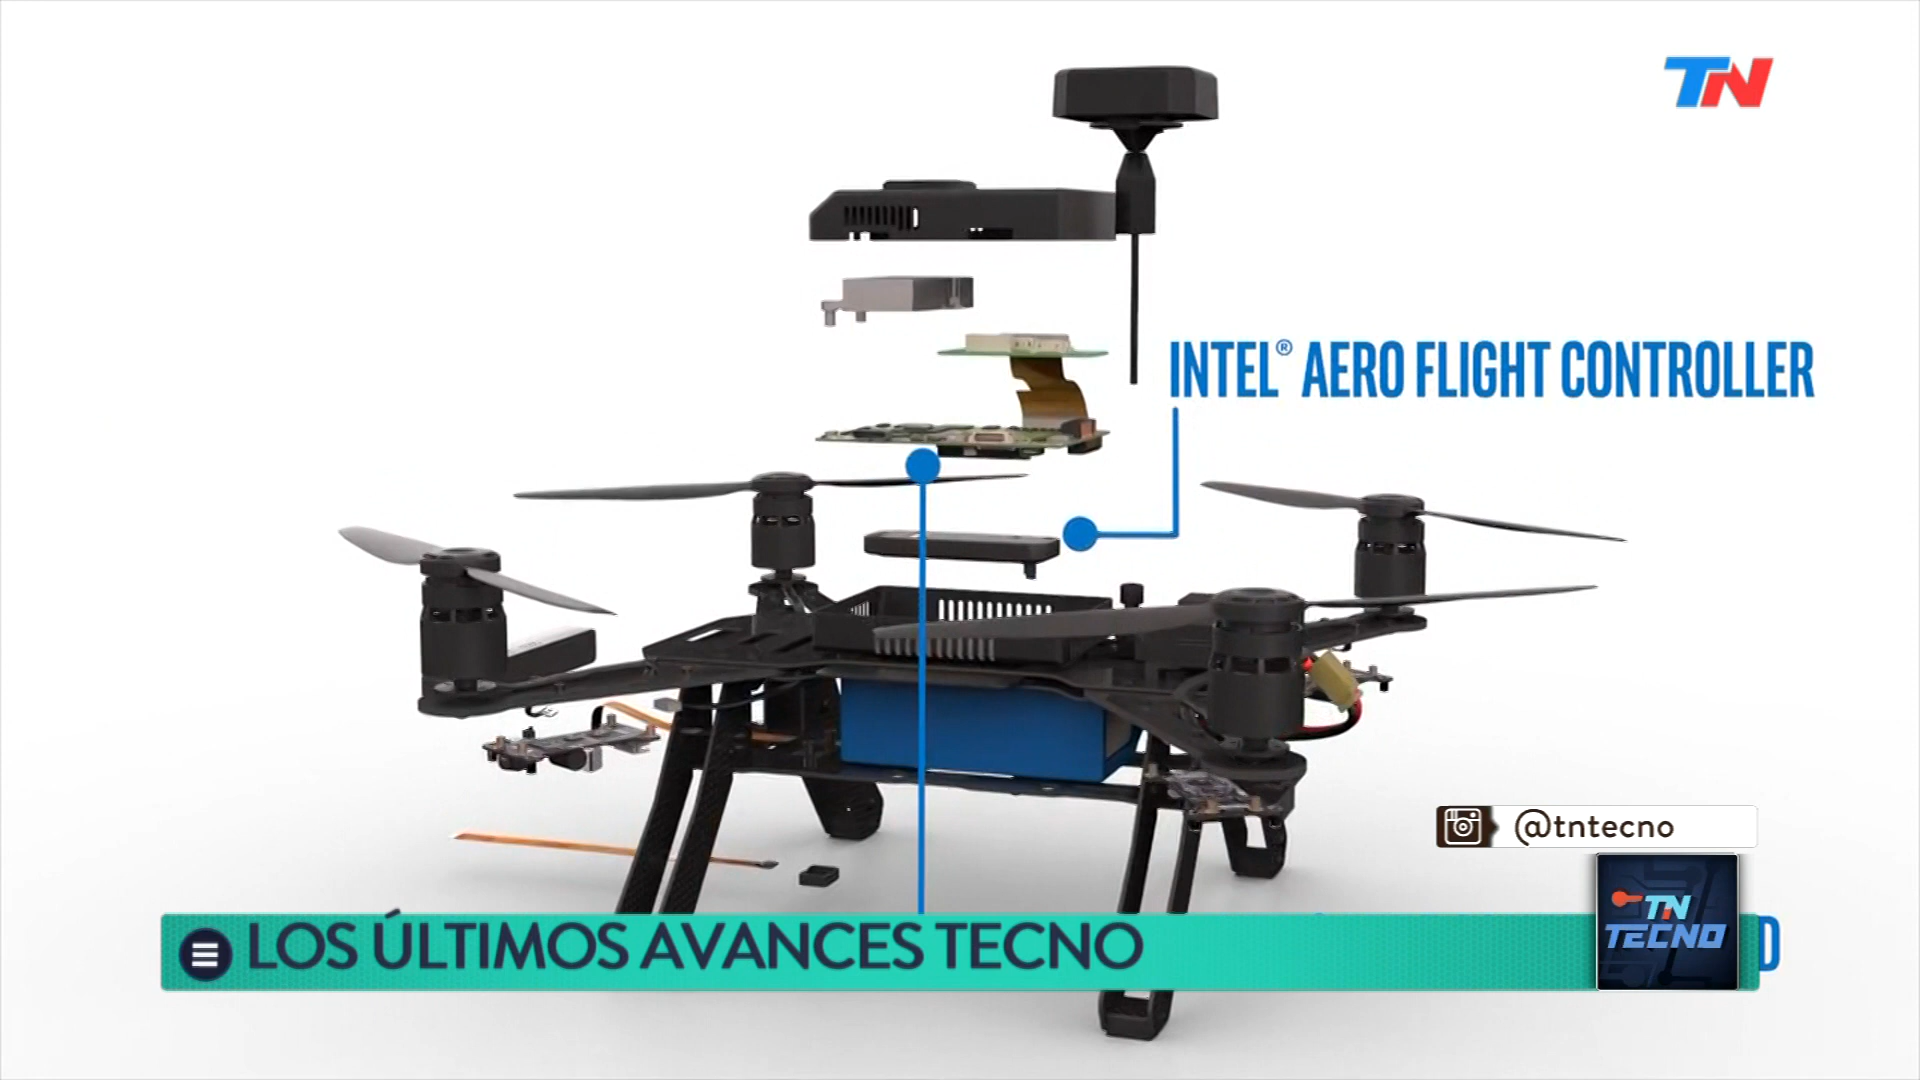 TN
INTEL® AERO FLIGHT CONTROLLER
@tntecno
LOS ÚLTIMOS AVANCES TECNO
TN
TECNO
D